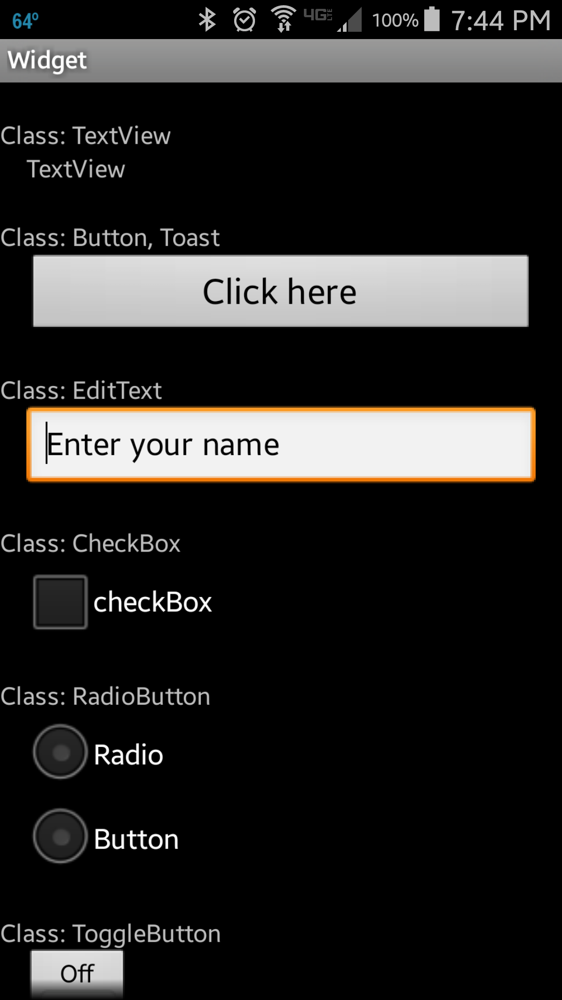 64° 4G LTE 100% 7:44 PM
Widget
Class: TextView
TextView
Class: Button, Toast
Click here
Class: EditText
Enter your name
Class: CheckBox
checkBox
Class: RadioButton
Radio
Button
Class: ToggleButton
Off